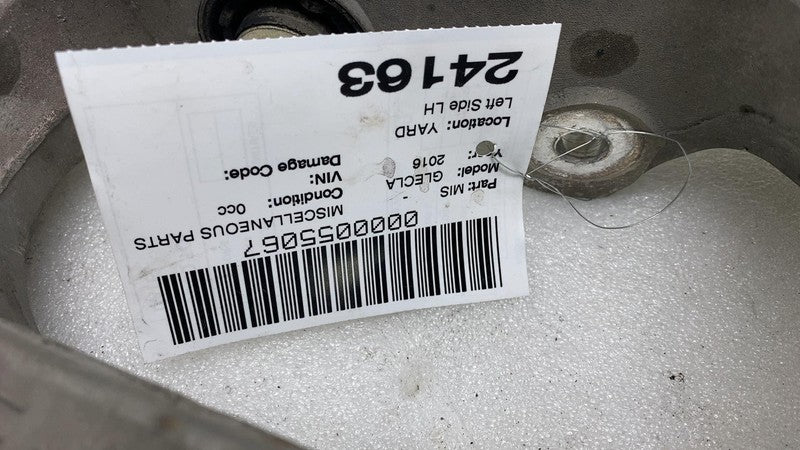 0000055067
MISCELLANEOUS PARTS
Part: MIS -
Model: GLECLA
Year: 2016
Condition: 0cc
VIN:
Damage Code:
Location: YARD
Left Side LH
24163